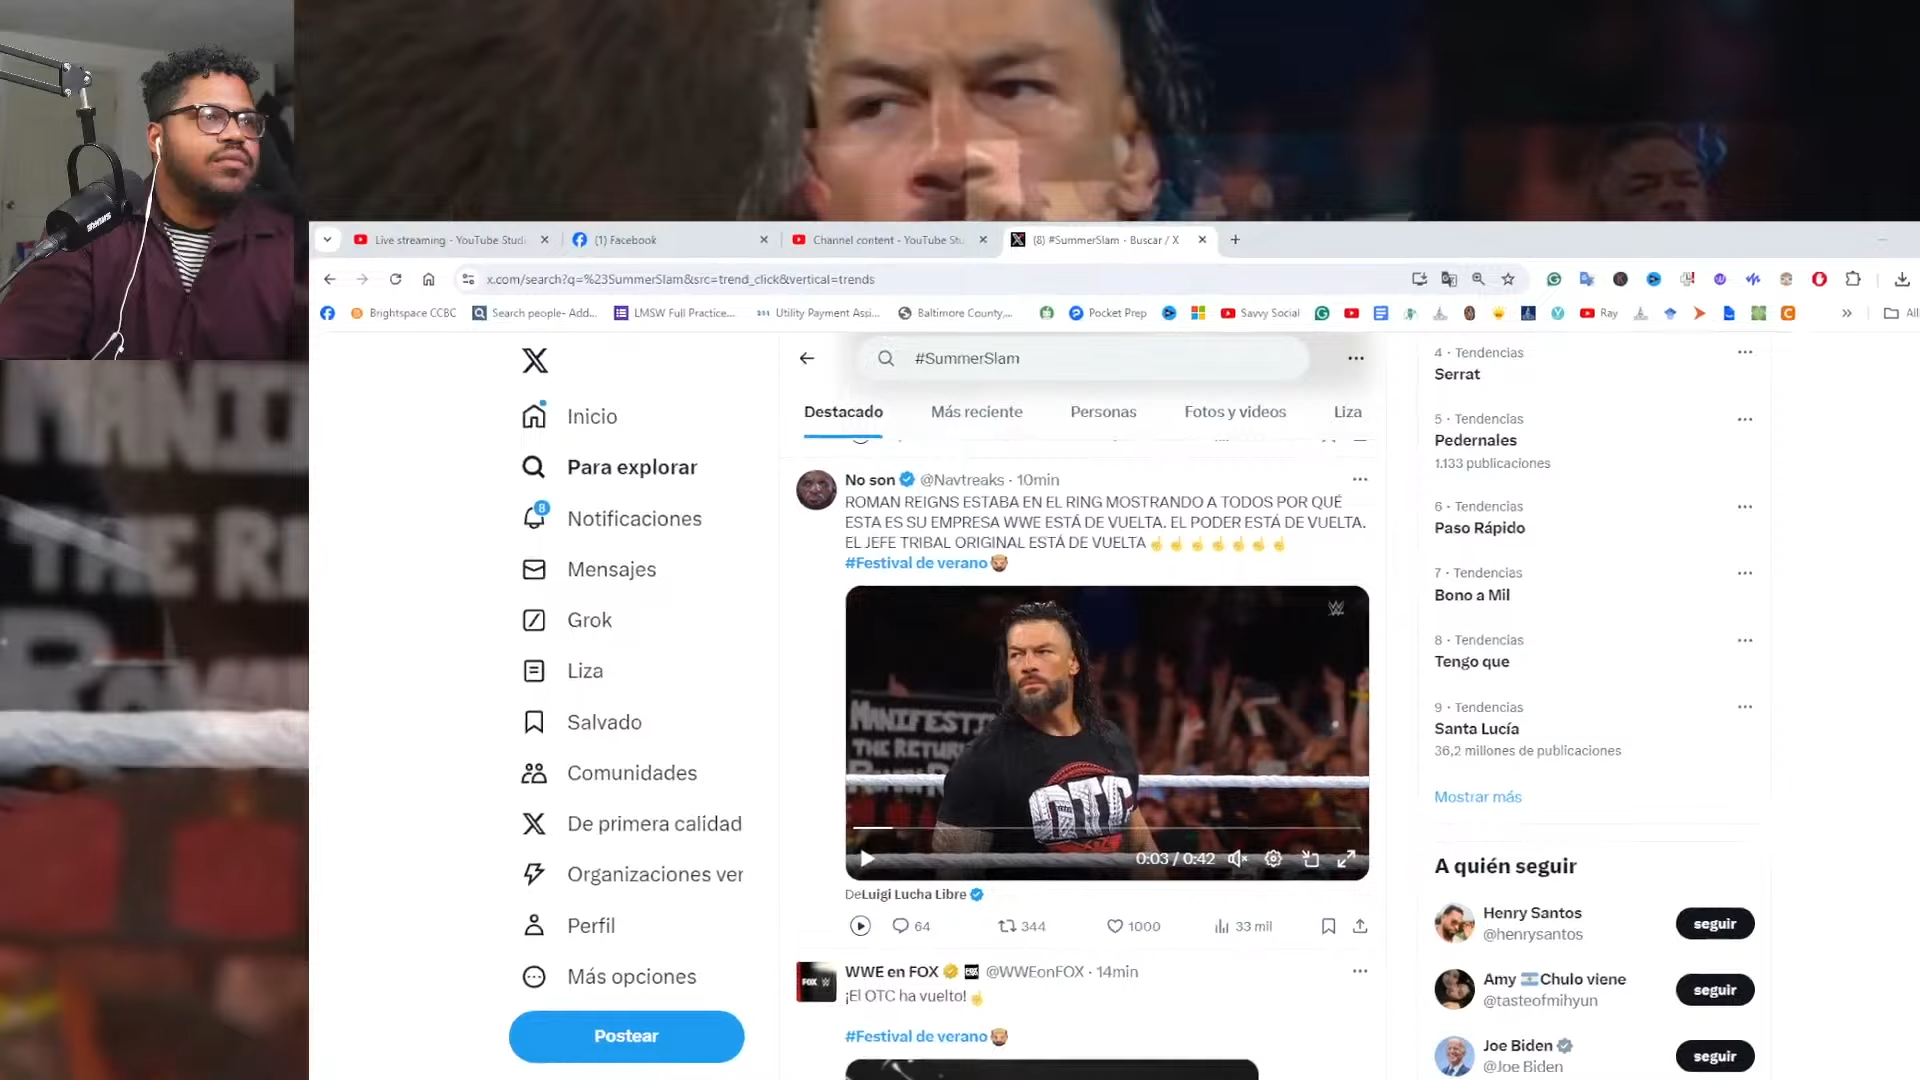 Live streaming - YouTube Studi
(1) Facebook
Channel content - YouTube Stu
(8) #SummerSlam - Buscar / X
x.com/search?q=%23SummerSlam&src=trend_click&vertical=trends
Brightspace CCBC
Search people- Add...
LMSW Full Practice...
Utility Payment Assi...
Baltimore County,...
Pocket Prep
Savvy Social
Ray
All
#SummerSlam
Destacado
Más reciente
Personas
Fotos y videos
Liza
Inicio
Para explorar
8
Notificaciones
Mensajes
Grok
Liza
Salvado
Comunidades
De primera calidad
Organizaciones ver
Perfil
Más opciones
Postear
No son @Navtreaks · 10min
ROMAN REIGNS ESTABA EN EL RING MOSTRANDO A TODOS POR QUÉ
ESTA ES SU EMPRESA WWE ESTÁ DE VUELTA. EL PODER ESTÁ DE VUELTA.
EL JEFE TRIBAL ORIGINAL ESTÁ DE VUELTA☝☝☝☝☝☝☝
#Festival de verano
MANIFEST
THE RETUR
OTC
0:03 / 0:42
DeLuigi Lucha Libre
64
344
1000
33 mil
WWE en FOX @WWEonFOX · 14min
¡El OTC ha vuelto!☝
#Festival de verano
4 · Tendencias
Serrat
5 · Tendencias
Pedernales
1.133 publicaciones
6 · Tendencias
Paso Rápido
7 · Tendencias
Bono a Mil
8 · Tendencias
Tengo que
9 · Tendencias
Santa Lucía
36,2 millones de publicaciones
Mostrar más
A quién seguir
Henry Santos
@henrysantos
seguir
Amy 🇦🇷Chulo viene
@tasteofmihyun
seguir
Joe Biden
@Joe Biden
seguir
MANI
THE RE